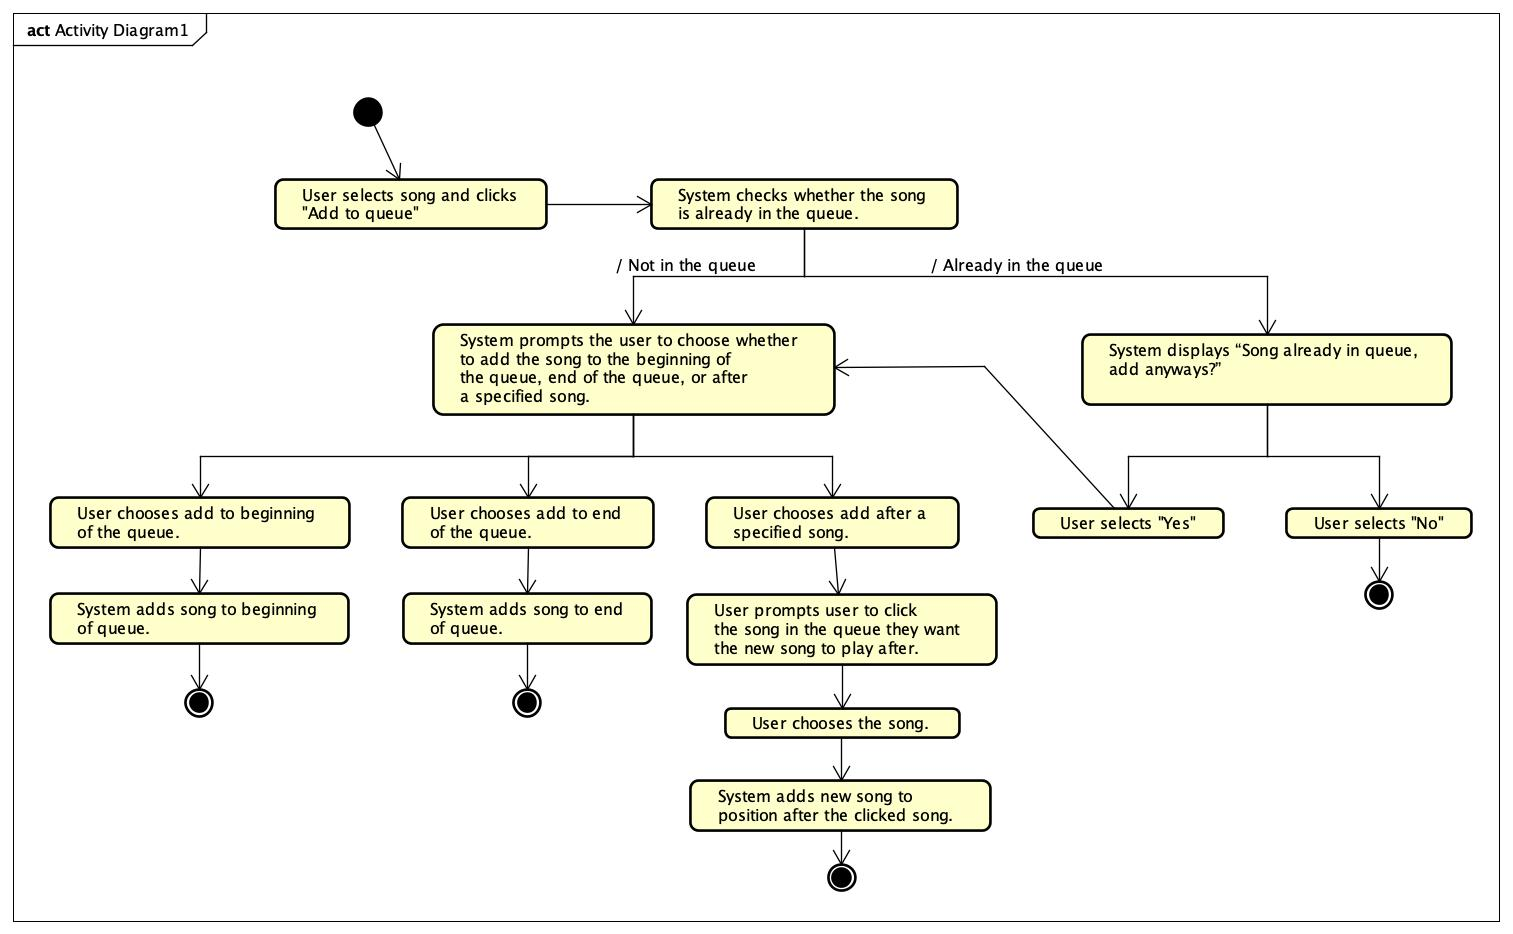 act Activity Diagram1
User selects song and clicks
"Add to queue"
System checks whether the song
is already in the queue.
/ Not in the queue
/ Already in the queue
System prompts the user to choose whether
to add the song to the beginning of
the queue, end of the queue, or after
a specified song.
System displays “Song already in queue,
add anyways?”
User chooses add to beginning
of the queue.
User chooses add to end
of the queue.
User chooses add after a
specified song.
User selects "Yes"
User selects "No"
System adds song to beginning
of queue.
System adds song to end
of queue.
User prompts user to click
the song in the queue they want
the new song to play after.
User chooses the song.
System adds new song to
position after the clicked song.